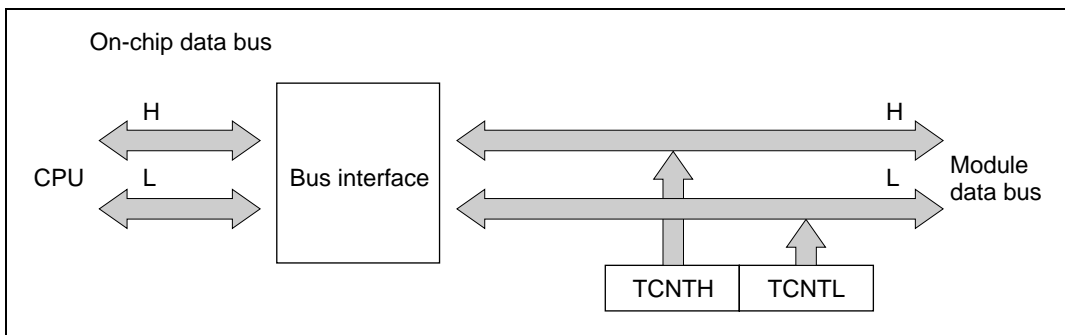 On-chip data bus
H
H
CPU
L
Bus interface
L
Module
data bus
TCNTH
TCNTL